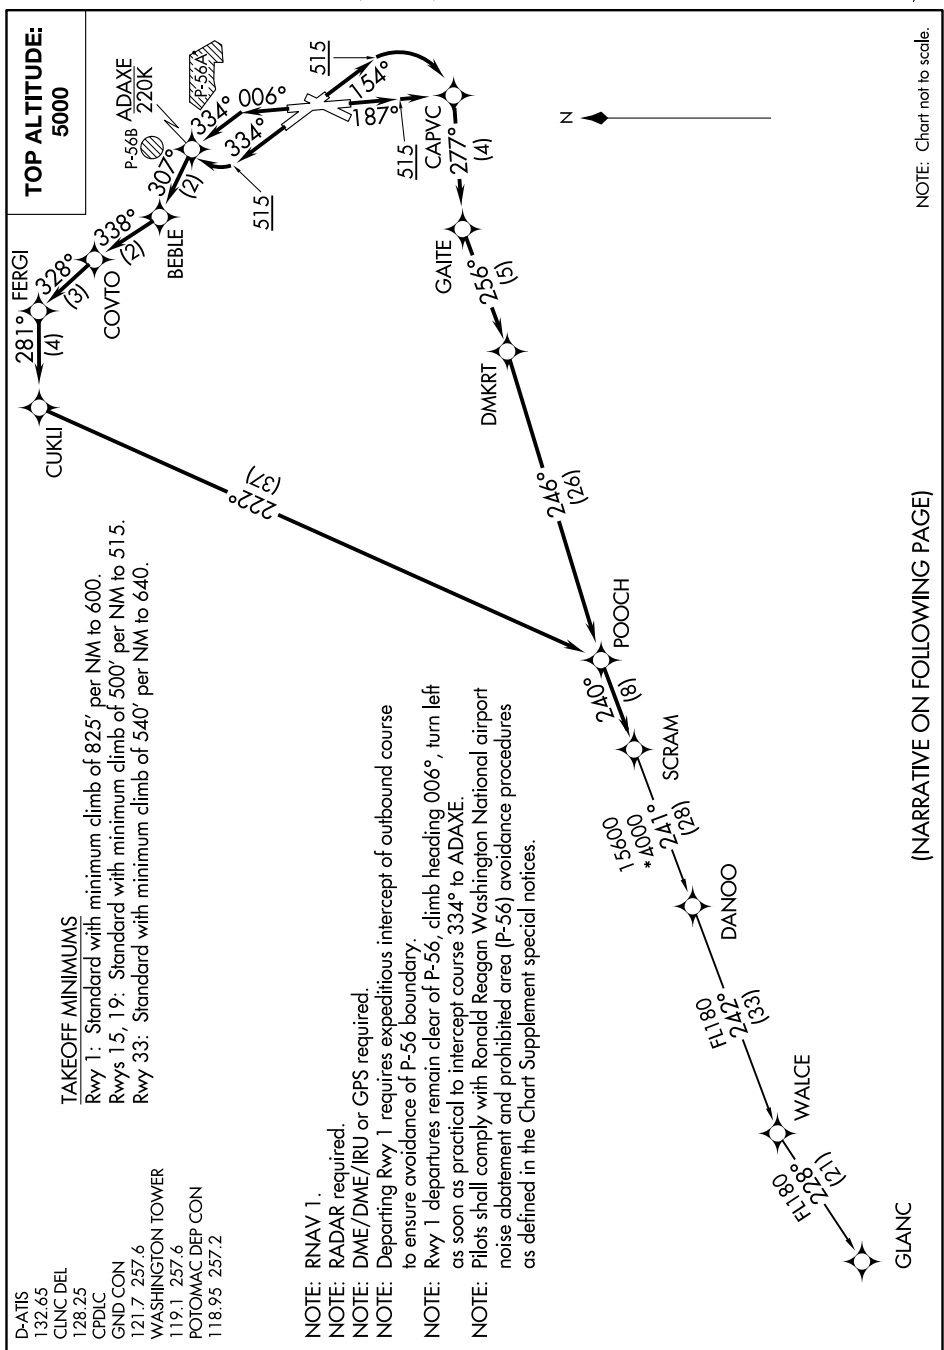 TOP ALTITUDE:
5000
D-ATIS
132.65
CLNC DEL
128.25
CPDLC
GND CON
121.7 257.6
WASHINGTON TOWER
119.1 257.6
POTOMAC DEP CON
118.95 257.2
TAKEOFF MINIMUMS
Rwy 1: Standard with minimum climb of 825' per NM to 600.
Rwys 15, 19: Standard with minimum climb of 500' per NM to 515.
Rwy 33: Standard with minimum climb of 540' per NM to 640.
NOTE: RNAV 1.
NOTE: RADAR required.
NOTE: DME/DME/IRU or GPS required.
NOTE: Departing Rwy 1 requires expeditious intercept of outbound course
to ensure avoidance of P-56 boundary.
NOTE: Rwy 1 departures remain clear of P-56, climb heading 006°, turn left
as soon as practical to intercept course 334° to ADAXE.
NOTE: Pilots shall comply with Ronald Reagan Washington National airport
noise abatement and prohibited area (P-56) avoidance procedures
as defined in the Chart Supplement special notices.
CUKLI
281°
(4)
FERGI
328°
(3)
COVTO
338°
(2)
BEBLE
307°
(2)
P-56B
ADAXE
220K
P-56A
334°
006°
334°
515
515
154°
187°
515
CAPVC
277°
(4)
GAITE
256°
(5)
DMKRT
246°
(26)
222°
(37)
POOCH
240°
(8)
SCRAM
15600
*4000
241°
(28)
DANOO
FL180
242°
(33)
WALCE
FL180
228°
(21)
GLANC
N
NOTE: Chart not to scale.
(NARRATIVE ON FOLLOWING PAGE)